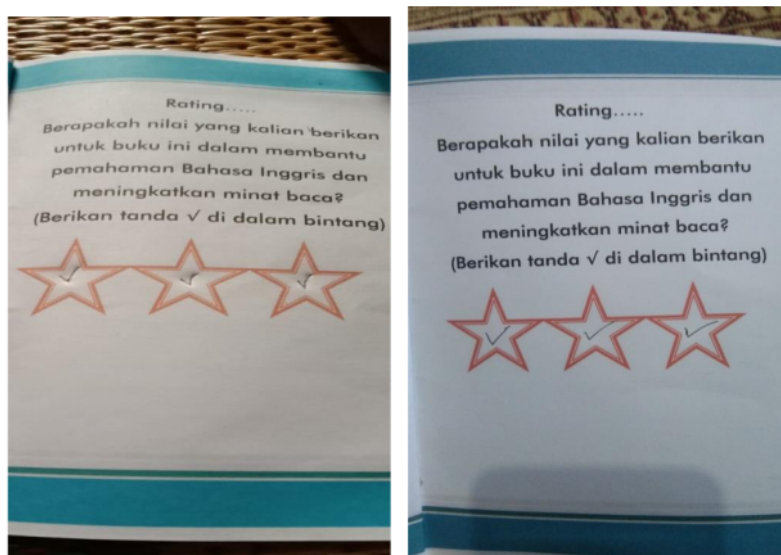 Rating.....
Berapakah nilai yang kalian berikan
untuk buku ini dalam membantu
pemahaman Bahasa Inggris dan
meningkatkan minat baca?
(Berikan tanda √ di dalam bintang)
Rating.....
Berapakah nilai yang kalian berikan
untuk buku ini dalam membantu
pemahaman Bahasa Inggris dan
meningkatkan minat baca?
(Berikan tanda √ di dalam bintang)